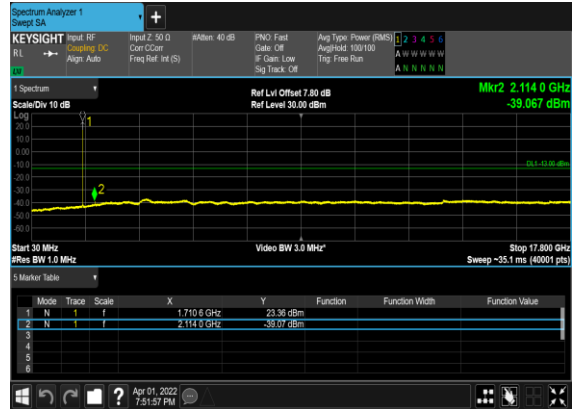 Spectrum Analyzer 1
Swept SA
+
KEYSIGHT Input: RF Input Z: 50 Ω #Atten: 40 dB PNO: Fast Avg Type: Power (RMS) 1 2 3 4 5 6
RL Coupling: DC Corr CCorr Gate: Off Avg|Hold: 100/100 A W W W W W
Align: Auto Freq Ref: Int (S) IF Gain: Low Trig: Free Run
LW Sig Track: Off A N N N N N
1 Spectrum Ref Lvl Offset 7.80 dB Mkr2 2.114 0 GHz
Scale/Div 10 dB Ref Level 30.00 dBm -39.067 dBm
Log
1
20.0
10.0
0.00
-10.0 DL1 -13.00 dBm
-20.0
-30.0 2
-40.0
-50.0
-60.0
Start 30 MHz Video BW 3.0 MHz* Stop 17.800 GHz
#Res BW 1.0 MHz Sweep ~35.1 ms (40001 pts)
5 Marker Table
Mode Trace Scale X Y Function Function Width Function Value
1 N 1 f 1.710 6 GHz 23.36 dBm
2 N 1 f 2.114 0 GHz -39.07 dBm
3
4
5
6
? Apr 01, 2022
7:51:57 PM